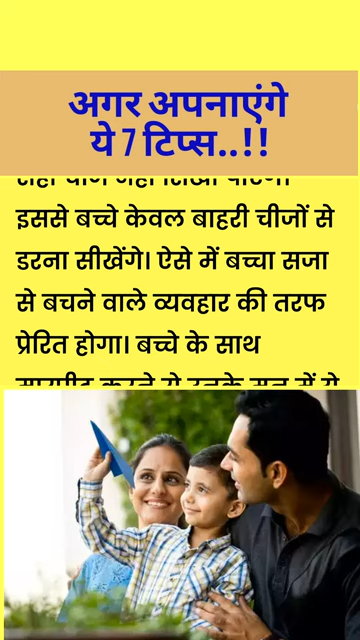 अगर अपनाएंगे
ये 7 टिप्स..!!
इससे बच्चे केवल बाहरी चीजों से
डरना सीखेंगे। ऐसे में बच्चा सजा
से बचने वाले व्यवहार की तरफ
प्रेरित होगा। बच्चे के साथ